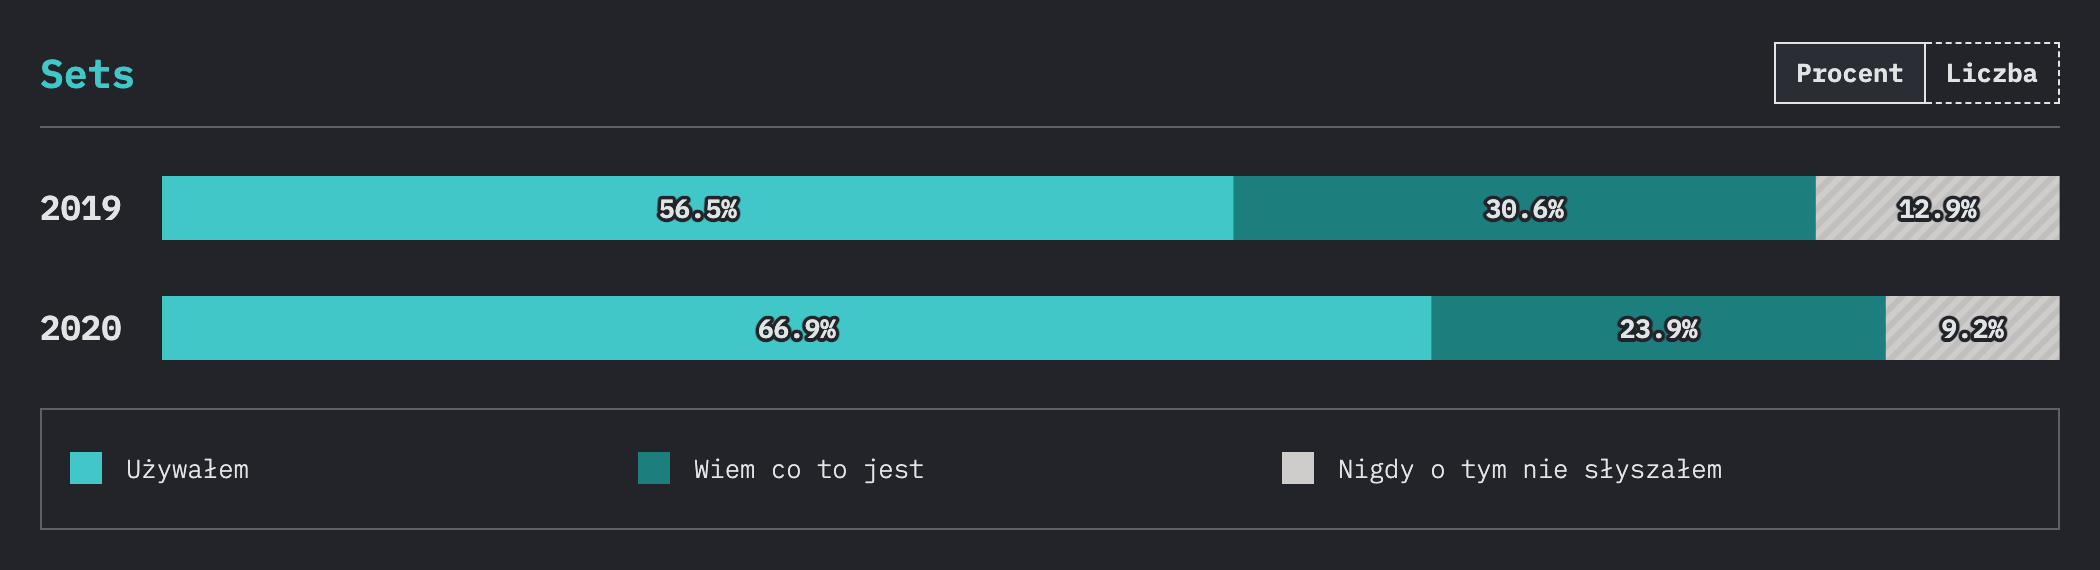 Sets
Procent Liczba
2019 56.5% 30.6% 12.9%
2020 66.9% 23.9% 9.2%
Używałem Wiem co to jest Nigdy o tym nie słyszałem